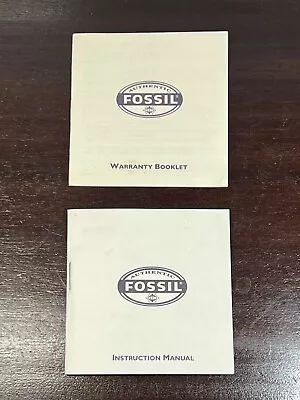 AUTHENTIC
FOSSIL
WARRANTY BOOKLET
AUTHENTIC
FOSSIL
INSTRUCTION MANUAL